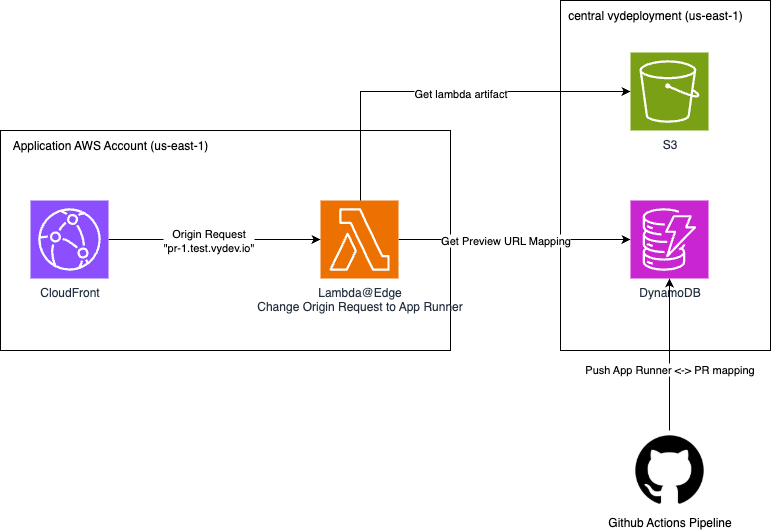 central vydeployment (us-east-1)
Get lambda artifact
S3
Application AWS Account (us-east-1)
Origin Request
"pr-1.test.vydev.io"
Get Preview URL Mapping
CloudFront
Lambda@Edge
Change Origin Request to App Runner
DynamoDB
Push App Runner <-> PR mapping
Github Actions Pipeline